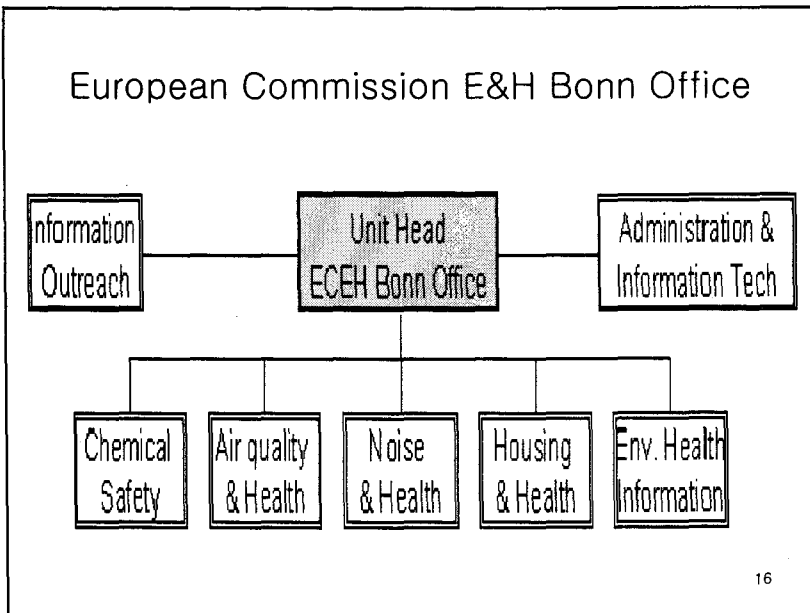 European Commission E&H Bonn Office
nformation
Outreach
Unit Head
ECEH Bonn Office
Administration &
Information Tech
Chemical
Safety
Air quality
& Health
Noise
& Health
Housing
& Health
Env. Health
Information
16